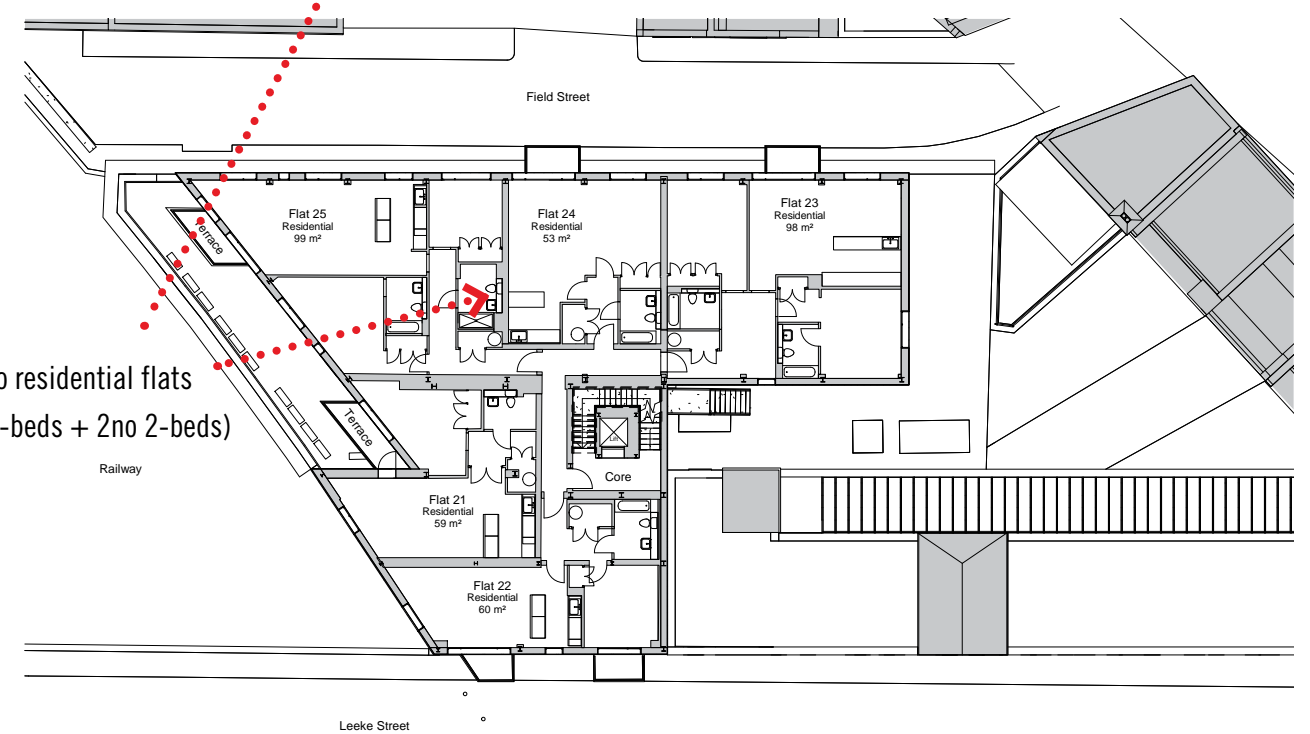 Field Street
Flat 25
Residential
99 m²
Flat 24
Residential
53 m²
Flat 23
Residential
98 m²
Terrace
residential flats
-beds + 2no 2-beds)
Terrace
Railway
Lift
Core
Flat 21
Residential
59 m²
Flat 22
Residential
60 m²
Leeke Street